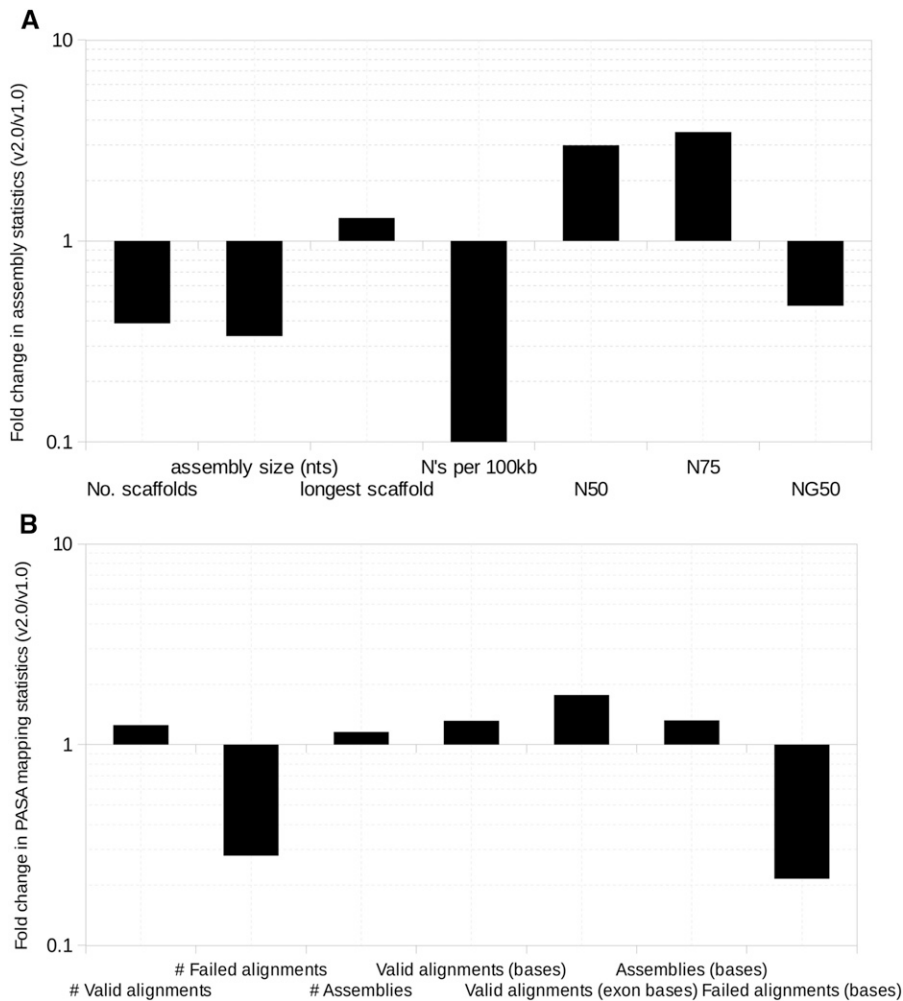 A
10
1
0.1
Fold change in assembly statistics (v2.0/v1.0)
assembly size (nts) N's per 100kb N75
No. scaffolds longest scaffold N50 NG50
B
10
1
0.1
Fold change in PASA mapping statistics (v2.0/v1.0)
# Failed alignments Valid alignments (bases) Assemblies (bases)
# Valid alignments # Assemblies Valid alignments (exon bases) Failed alignments (bases)